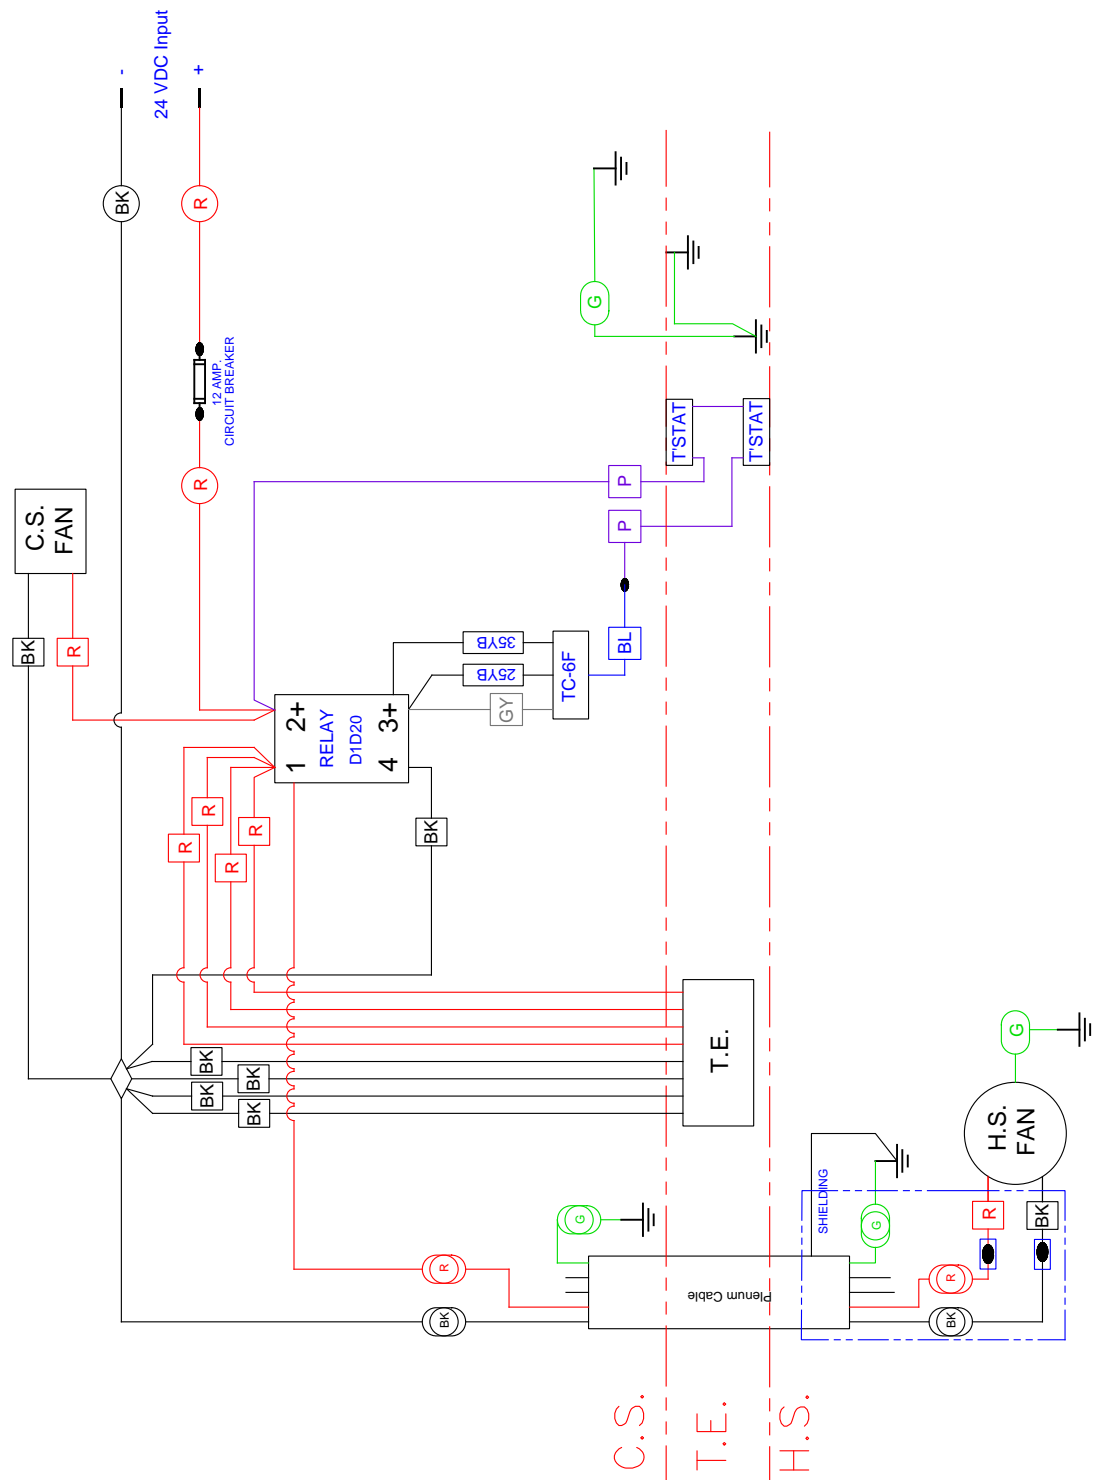 24 VDC Input
-
+
BK
R
12 AMP.
CIRCUIT BREAKER
R
C.S.
FAN
BK
R
G
T'STAT
T'STAT
P
P
BL
35YB
25YB
GY
TC-6F
1
2+
RELAY
D1D20
4
3+
BK
R
R
R
R
BK
BK
BK
BK
T.E.
G
H.S.
FAN
R
BK
SHIELDING
G
G
R
BK
Plenum Cable
R
BK
C.S.
T.E.
H.S.